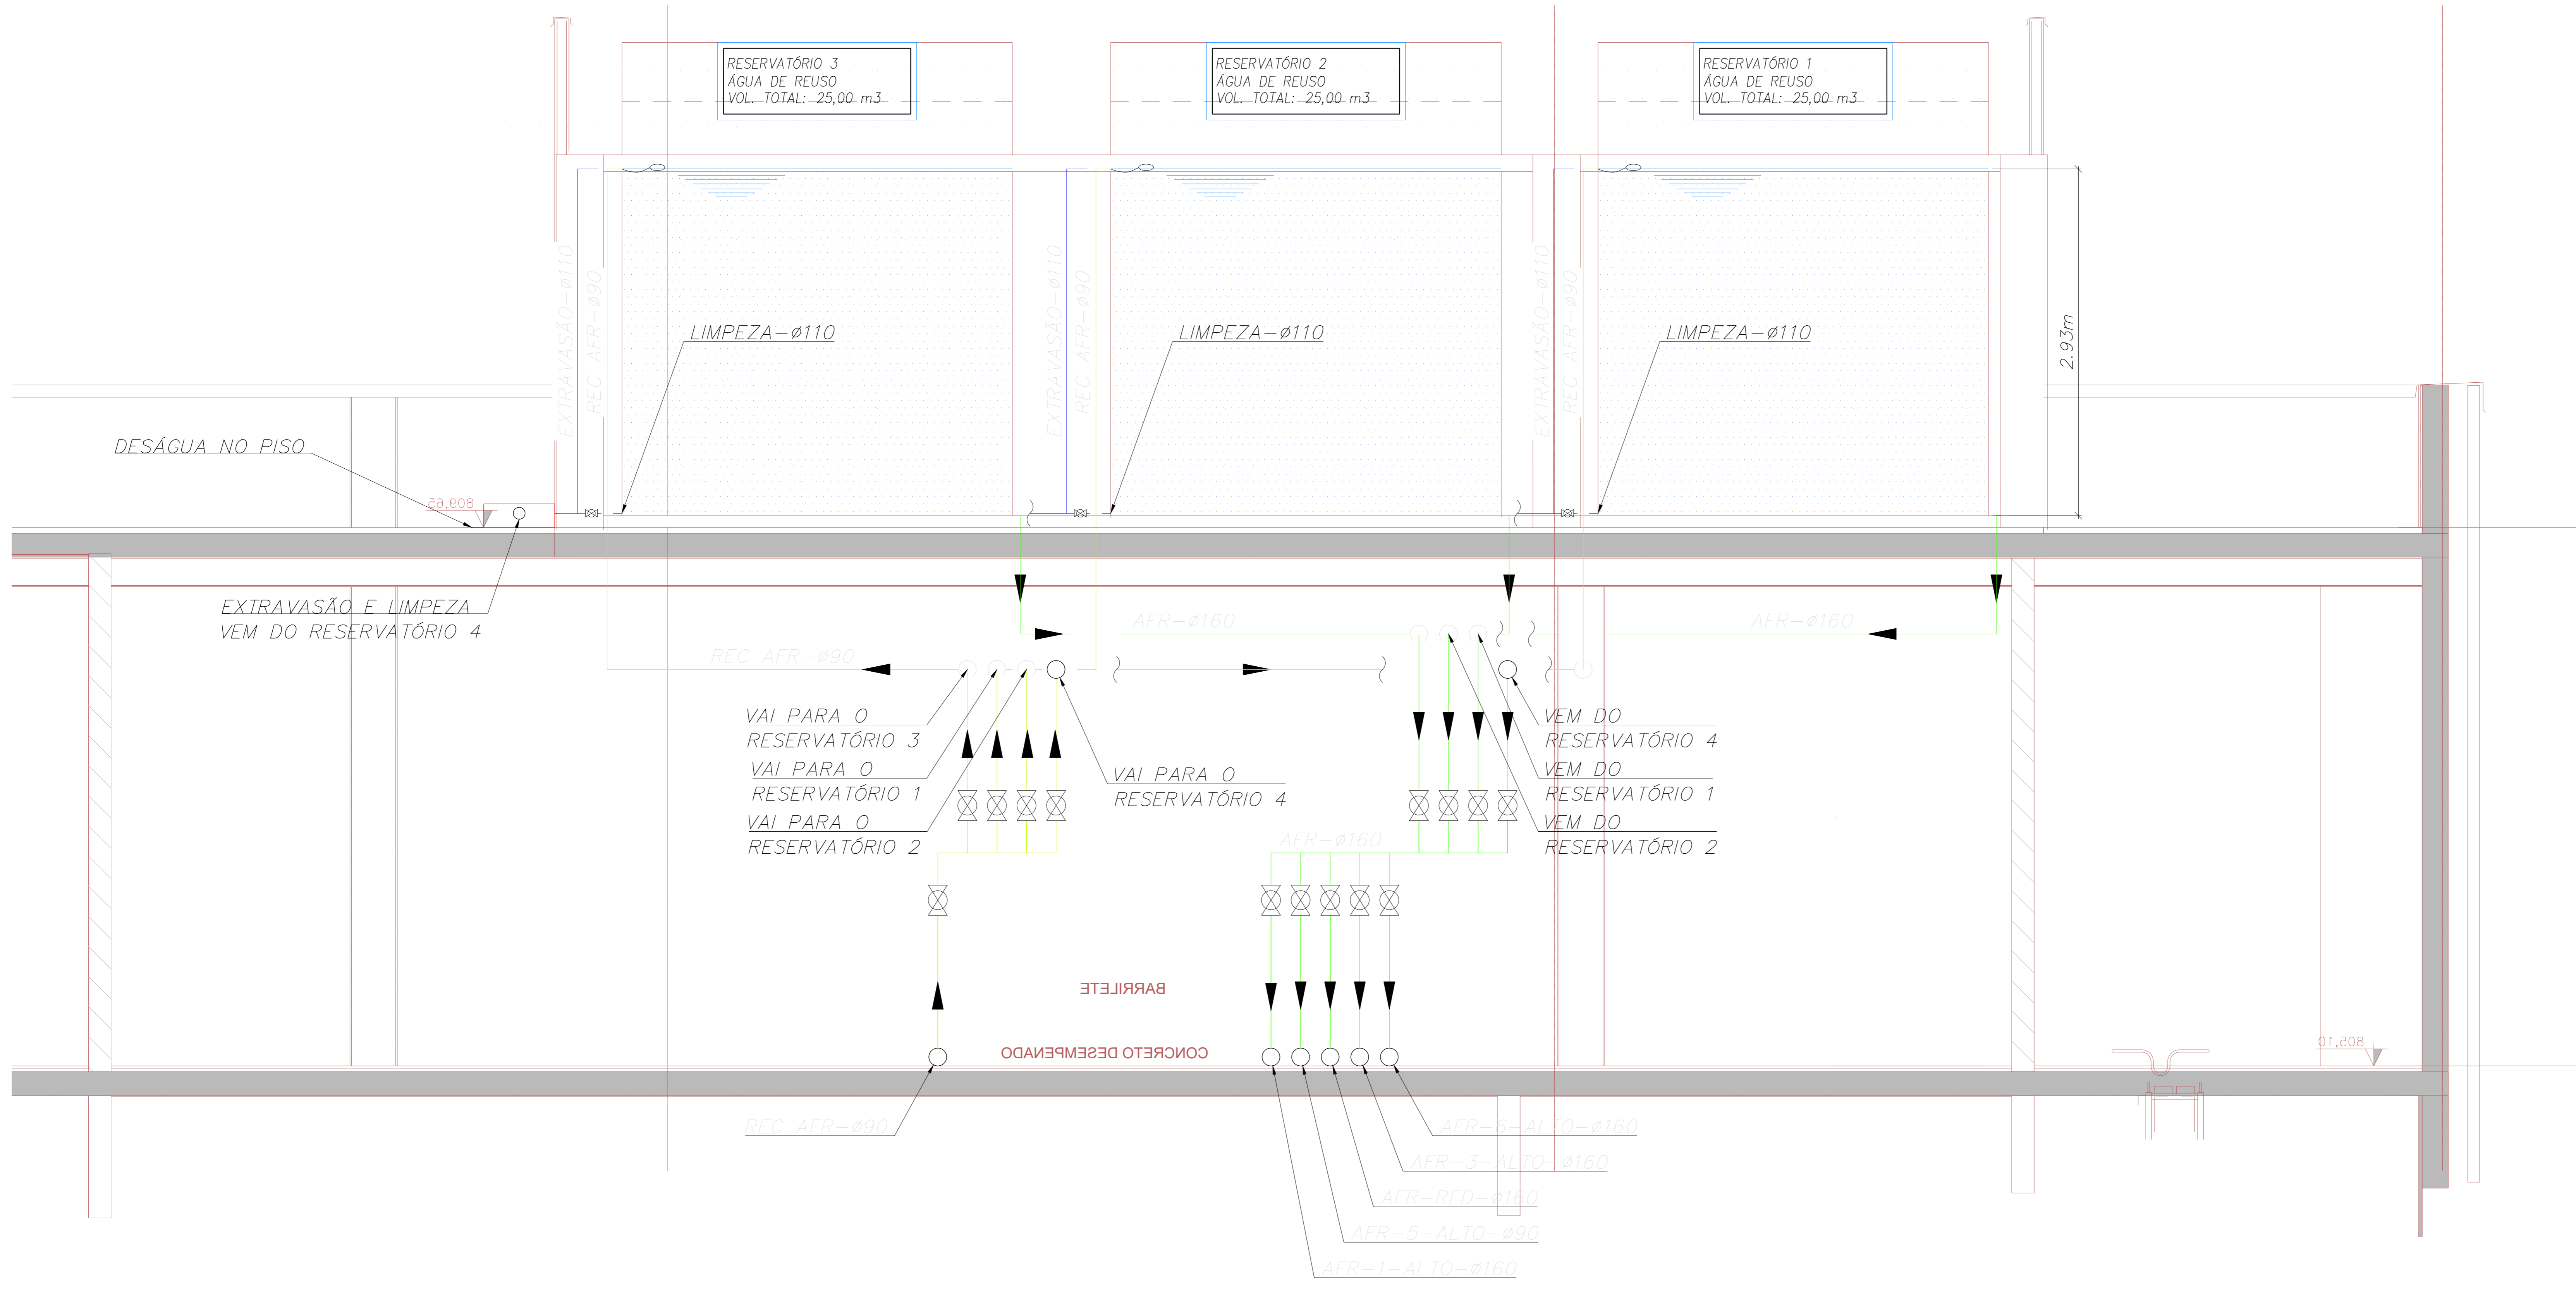 RESERVATÓRIO 3
ÁGUA DE REUSO
VOL. TOTAL: 25,00 m3
RESERVATÓRIO 2
ÁGUA DE REUSO
VOL. TOTAL: 25,00 m3
RESERVATÓRIO 1
ÁGUA DE REUSO
VOL. TOTAL: 25,00 m3
EXTRAVASÃO-ø110
REC AFR-ø90
EXTRAVASÃO-ø110
REC AFR-ø90
EXTRAVASÃO-ø110
REC AFR-ø90
LIMPEZA-ø110
LIMPEZA-ø110
LIMPEZA-ø110
2.93m
DESÁGUA NO PISO
809,65
EXTRAVASÃO E LIMPEZA
VEM DO RESERVATÓRIO 4
AFR-ø160
AFR-ø160
REC AFR-ø90
VAI PARA O
RESERVATÓRIO 3
VAI PARA O
RESERVATÓRIO 1
VAI PARA O
RESERVATÓRIO 2
VAI PARA O
RESERVATÓRIO 4
VEM DO
RESERVATÓRIO 4
VEM DO
RESERVATÓRIO 1
VEM DO
RESERVATÓRIO 2
AFR-ø160
BARRILETE
CONCRETO DESEMPENADO
805,10
REC AFR-ø90
AFR-6-ALTO-ø160
AFR-3-ALTO-ø160
AFR-RED-ø160
AFR-5-ALTO-ø90
AFR-1-ALTO-ø160